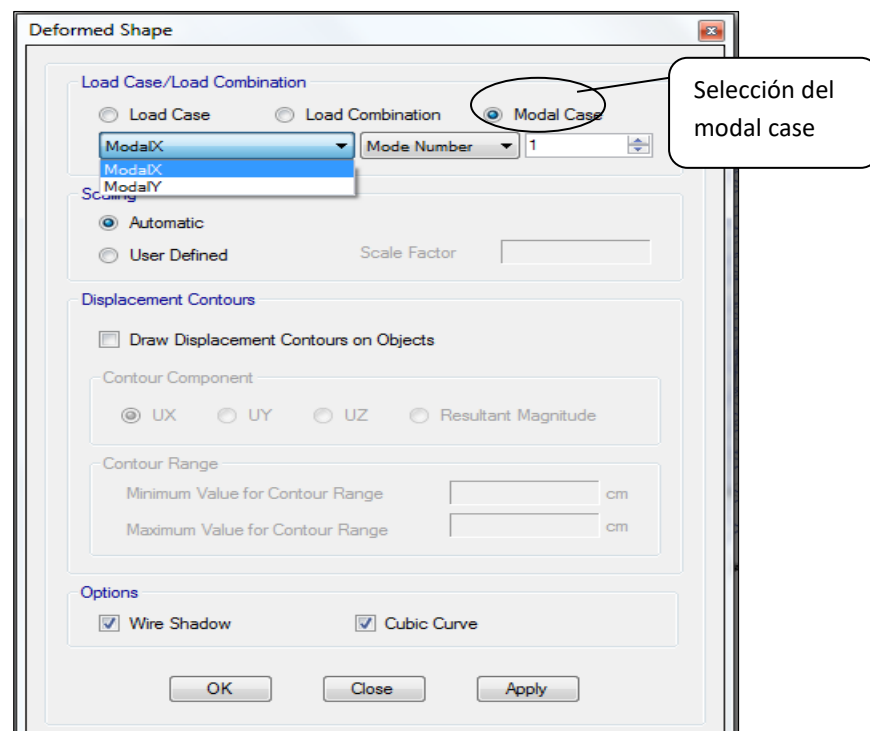 Deformed Shape
Load Case/Load Combination
Load Case
Load Combination
Modal Case
Selección del
modal case
ModalX
Mode Number
1
ModalX
ModalY
Scaling
Automatic
User Defined
Scale Factor
Displacement Contours
Draw Displacement Contours on Objects
Contour Component
UX
UY
UZ
Resultant Magnitude
Contour Range
Minimum Value for Contour Range
cm
Maximum Value for Contour Range
cm
Options
Wire Shadow
Cubic Curve
OK
Close
Apply